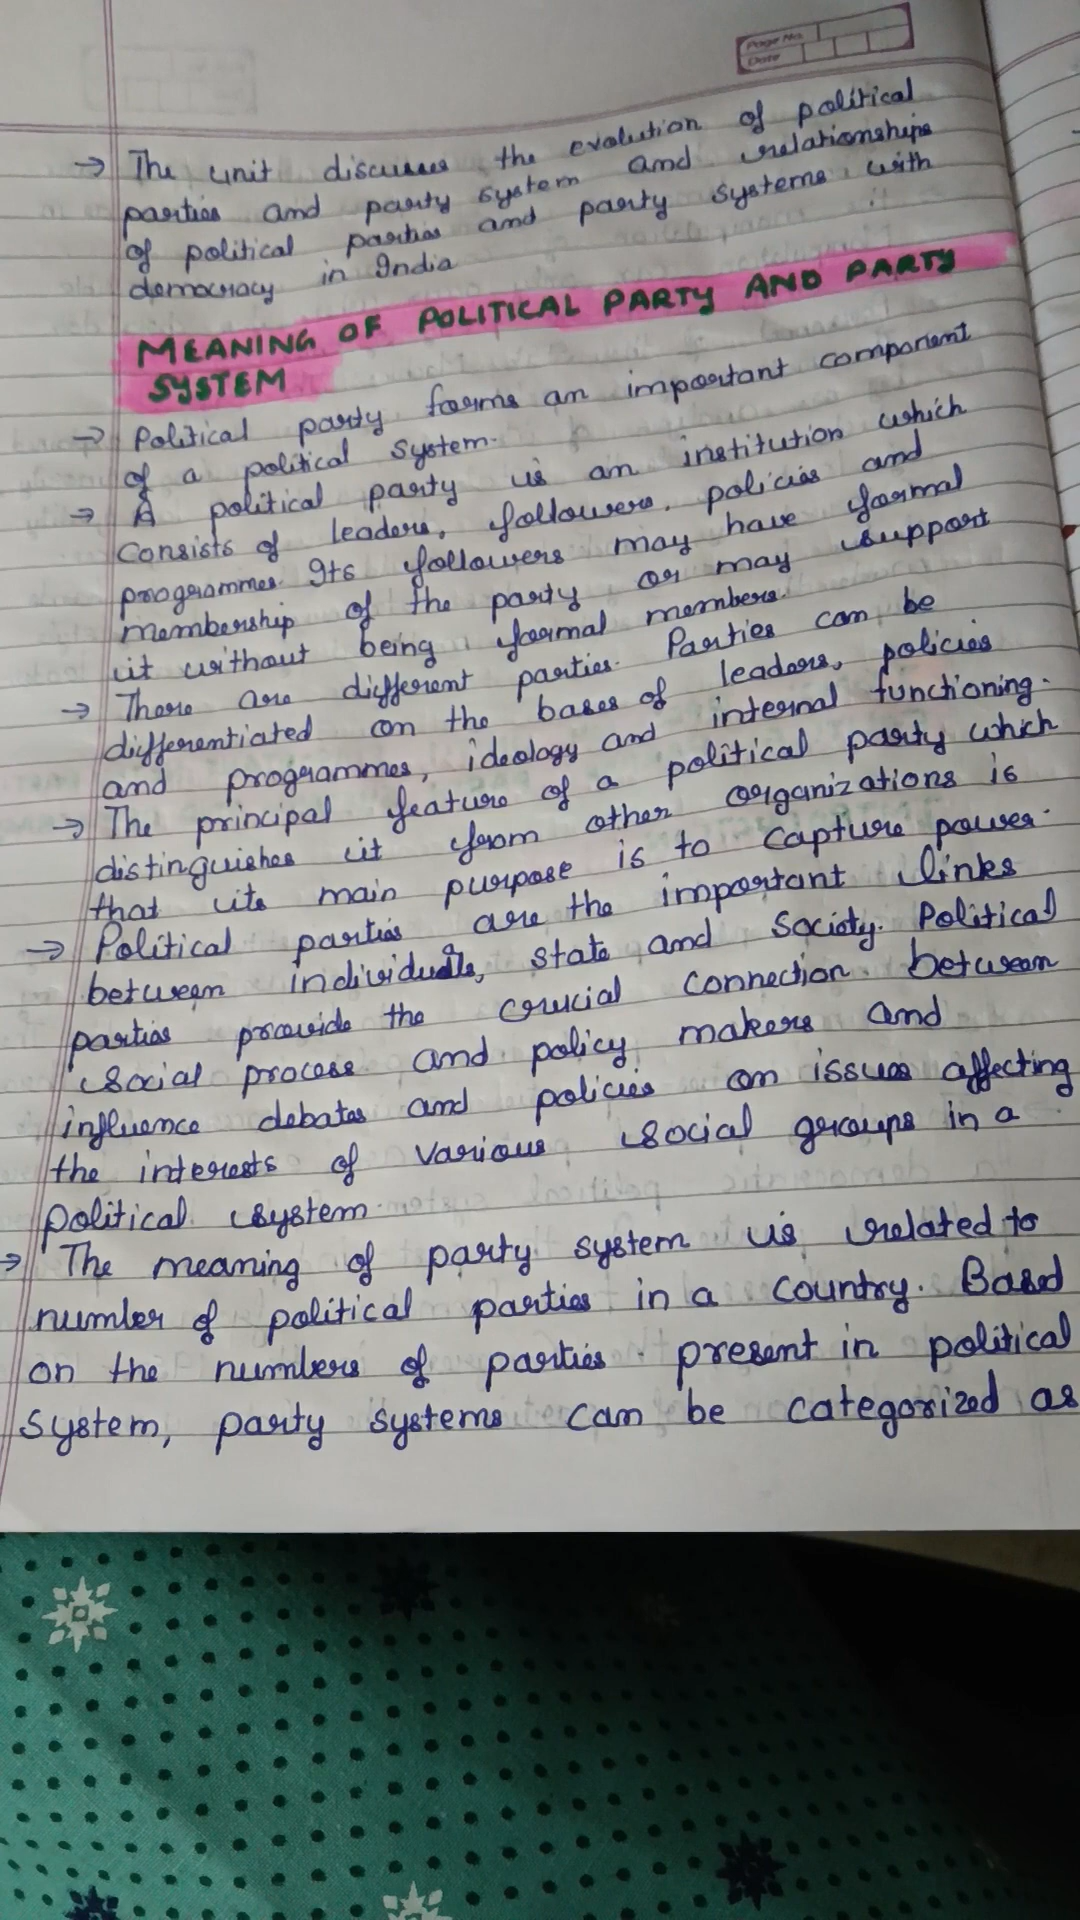 Page No.
Date
→ The unit discusses the evolution of political
parties and party system and relationships
of political parties and party systems with
democracy in India
MEANING OF POLITICAL PARTY AND PARTY
SYSTEM
→ Political party forms an important component
of a political system.
→ A political party is an institution which
consists of leaders, followers, policies and
programmes. Its followers may have formal
membership of the party or may support
it without being formal members.
→ There are different parties. Parties can be
differentiated on the bases of leaders, policies
and programmes, ideology and internal functioning.
→ The principal feature of a political party which
distinguishes it from other organizations is
that its main purpose is to capture power.
→ Political parties are the important links
between individuals, state and society. Political
parties provide the crucial connection between
social process and policy makers and
influence debates and policies on issues affecting
the interests of various social groups in a
political system.
→ The meaning of party system is related to
number of political parties in a country. Based
on the numbers of parties present in political
system, party systems can be categorized as